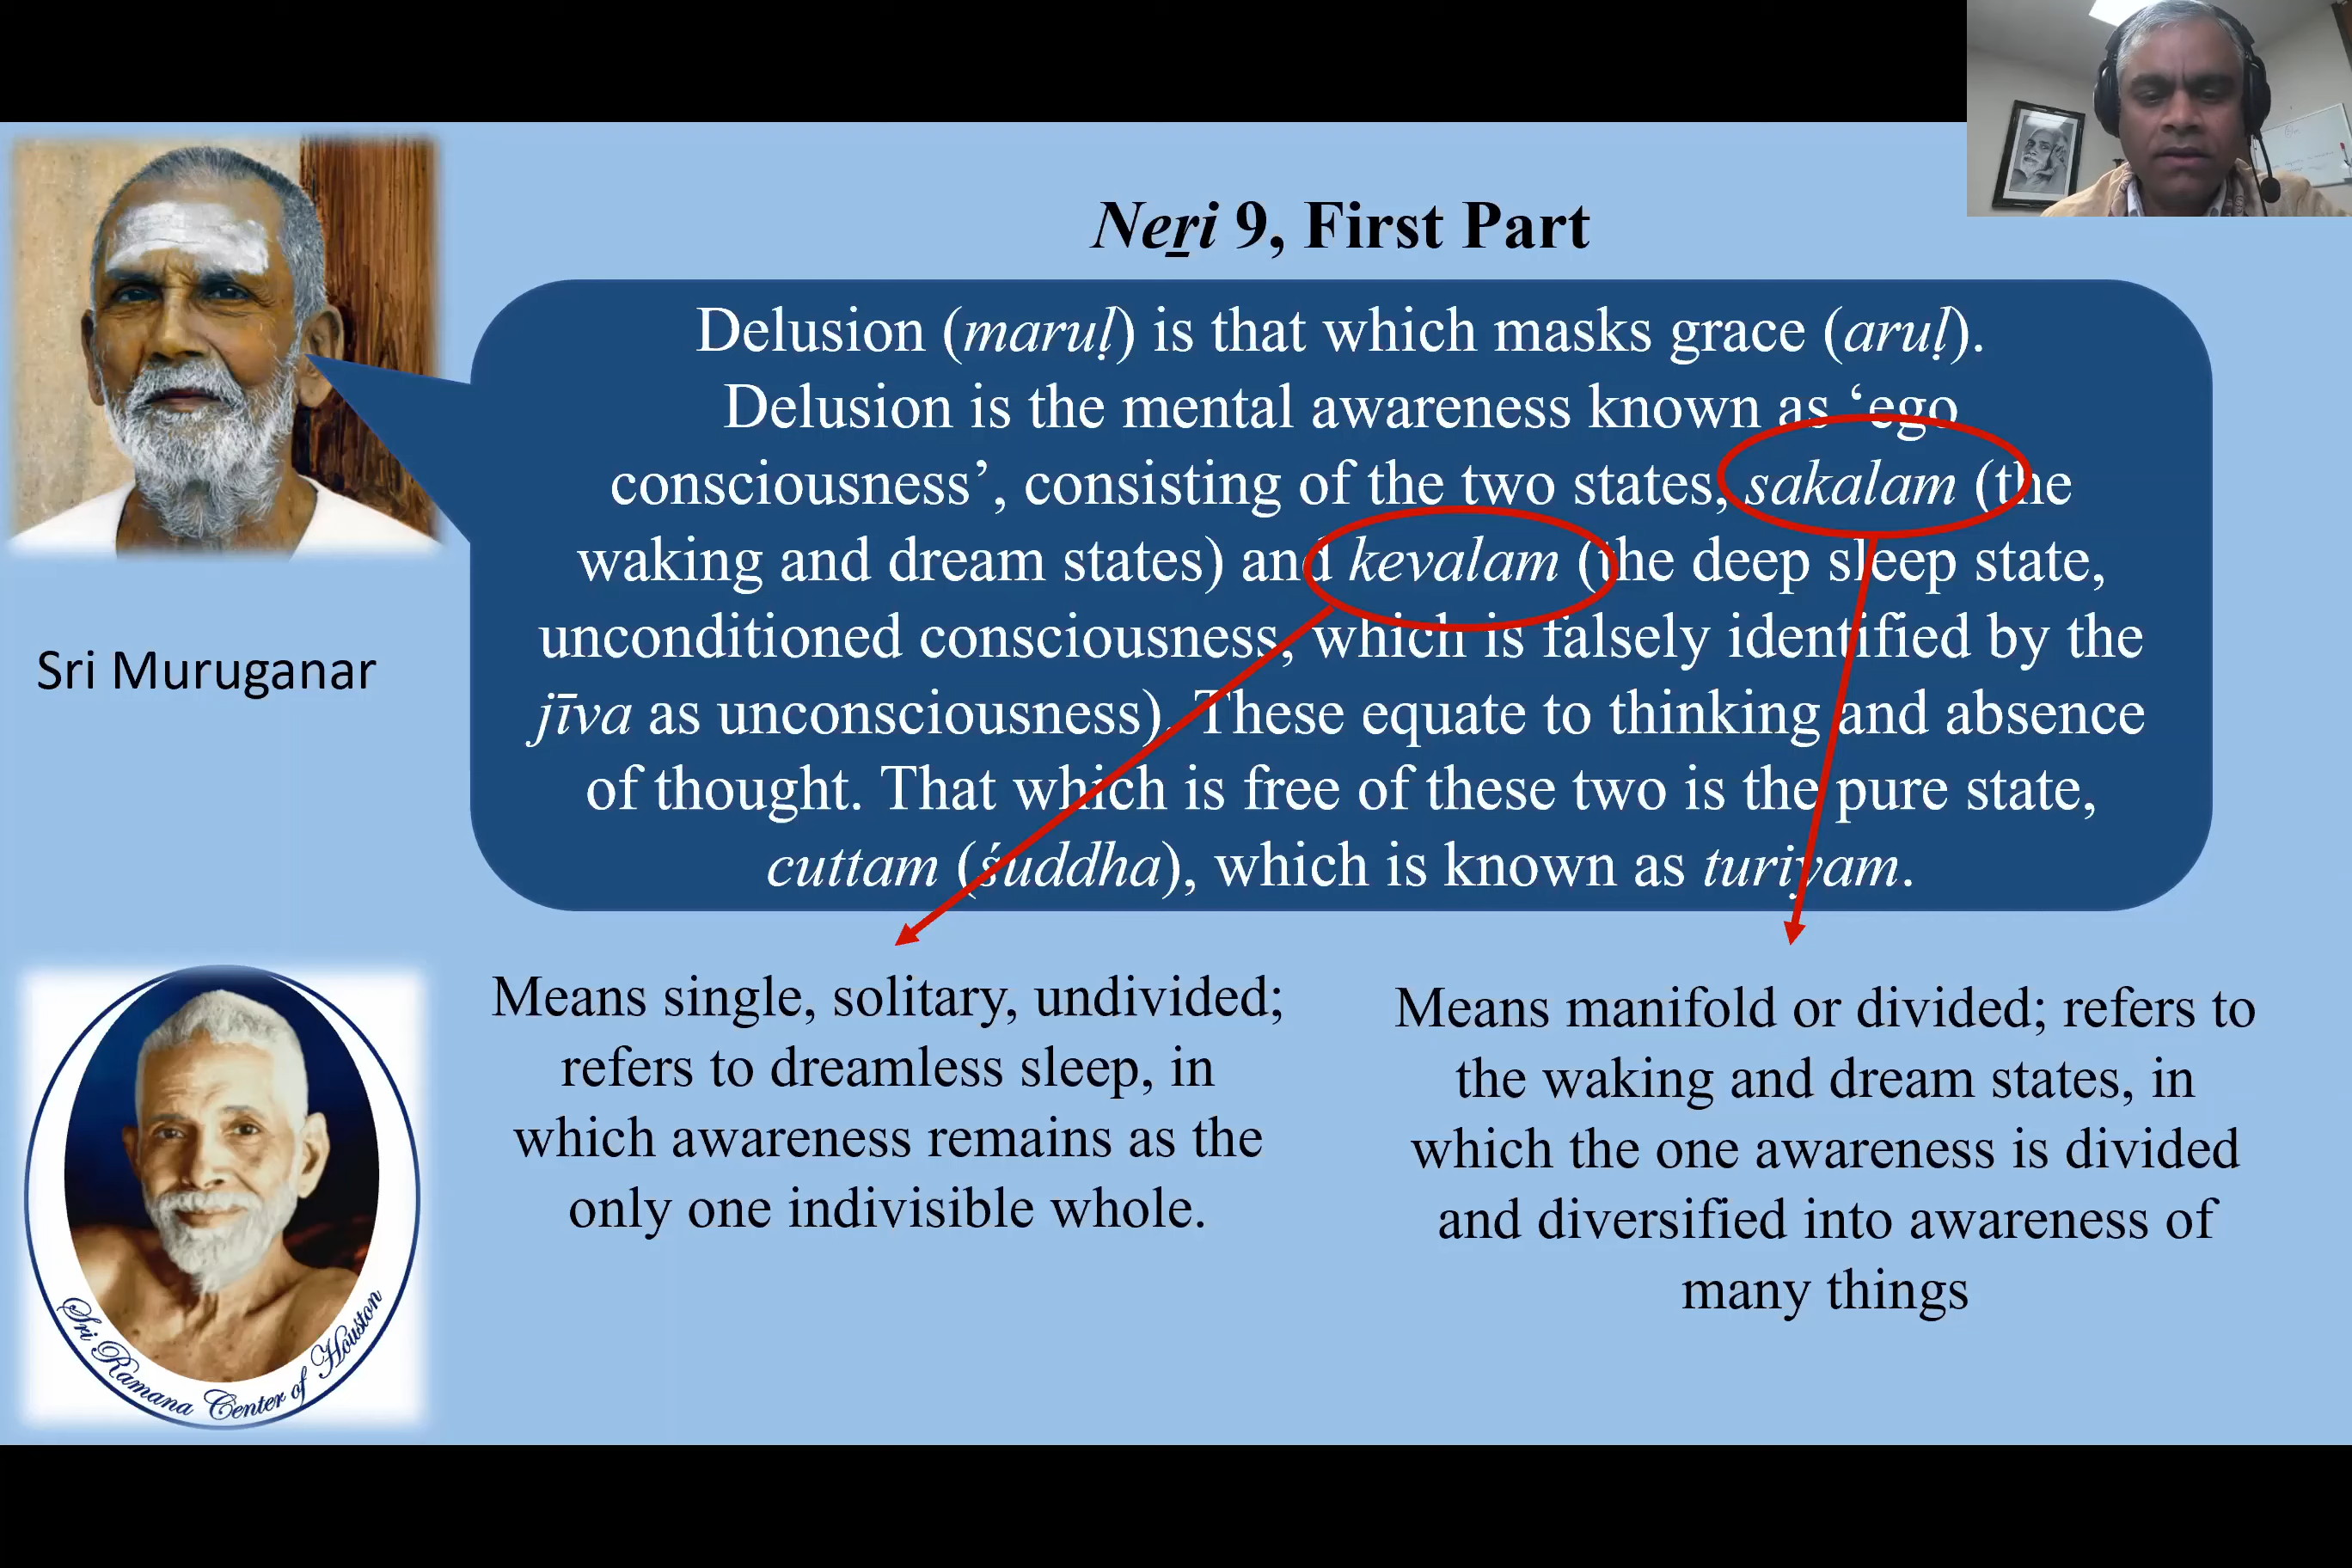 Neṟi 9, First Part
Delusion (maruḷ) is that which masks grace (aruḷ).
Delusion is the mental awareness known as ‘ego
consciousness’, consisting of the two states, sakalam (the
waking and dream states) and kevalam (the deep sleep state,
unconditioned consciousness, which is falsely identified by the
jīva as unconsciousness). These equate to thinking and absence
of thought. That which is free of these two is the pure state,
cuttam (śuddha), which is known as turiyam.
Sri Muruganar
Means single, solitary, undivided;
refers to dreamless sleep, in
which awareness remains as the
only one indivisible whole.
Means manifold or divided; refers to
the waking and dream states, in
which the one awareness is divided
and diversified into awareness of
many things
Sri Ramana Center of Houston